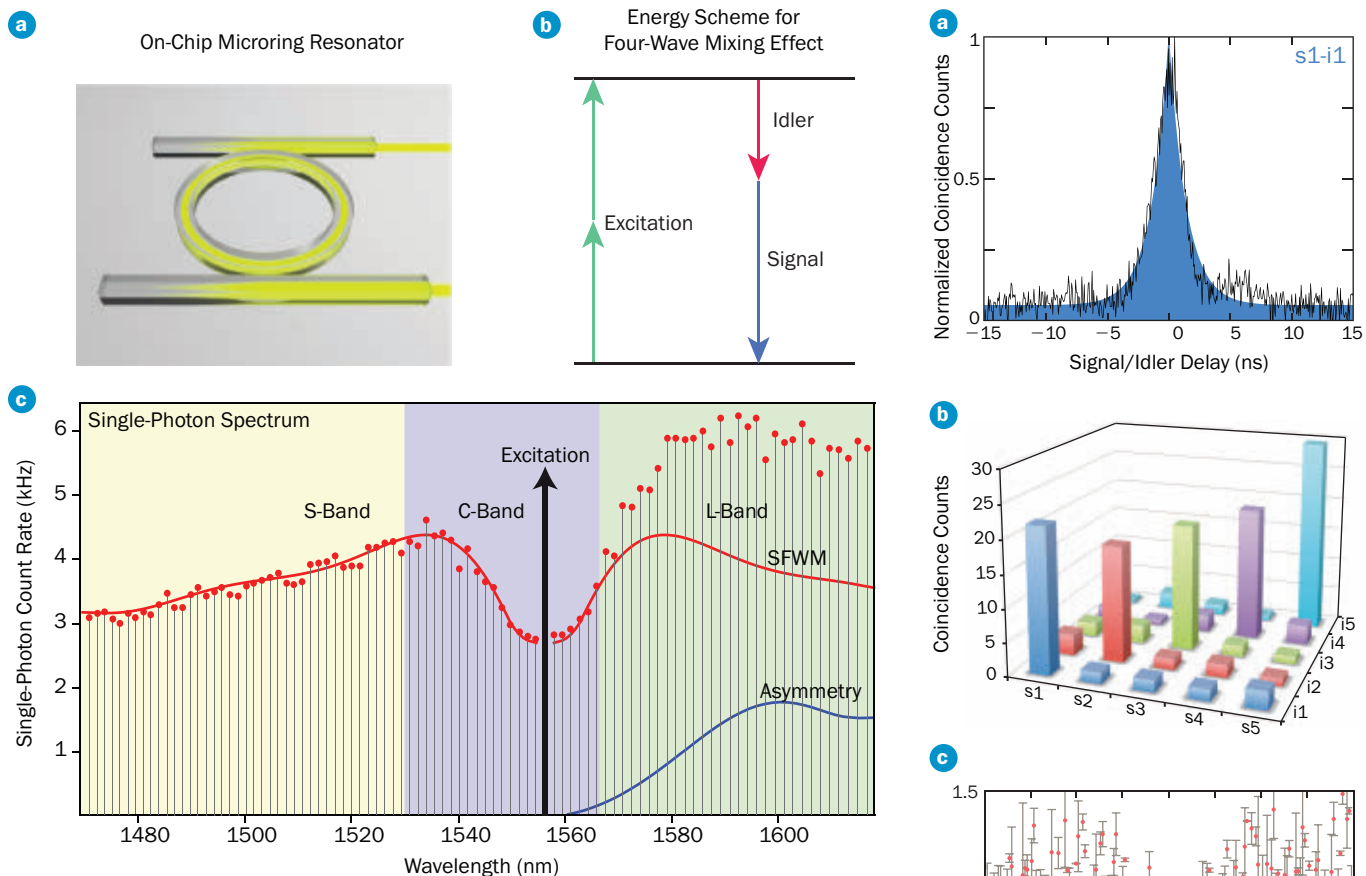 a
On-Chip Microring Resonator
b
Energy Scheme for
Four-Wave Mixing Effect
Idler
Excitation
Signal
c
Single-Photon Spectrum
Excitation
S-Band
C-Band
L-Band
SFWM
Asymmetry
Single-Photon Count Rate (kHz)
6
5
4
3
2
1
1480
1500
1520
1540
1560
1580
1600
Wavelength (nm)
a
s1-i1
Normalized Coincidence Counts
1
0.5
0
−15
−10
−5
0
5
10
15
Signal/Idler Delay (ns)
b
Coincidence Counts
30
20
15
10
5
0
s1
s2
s3
s4
s5
i1
i2
i3
i4
i5
c
1.5